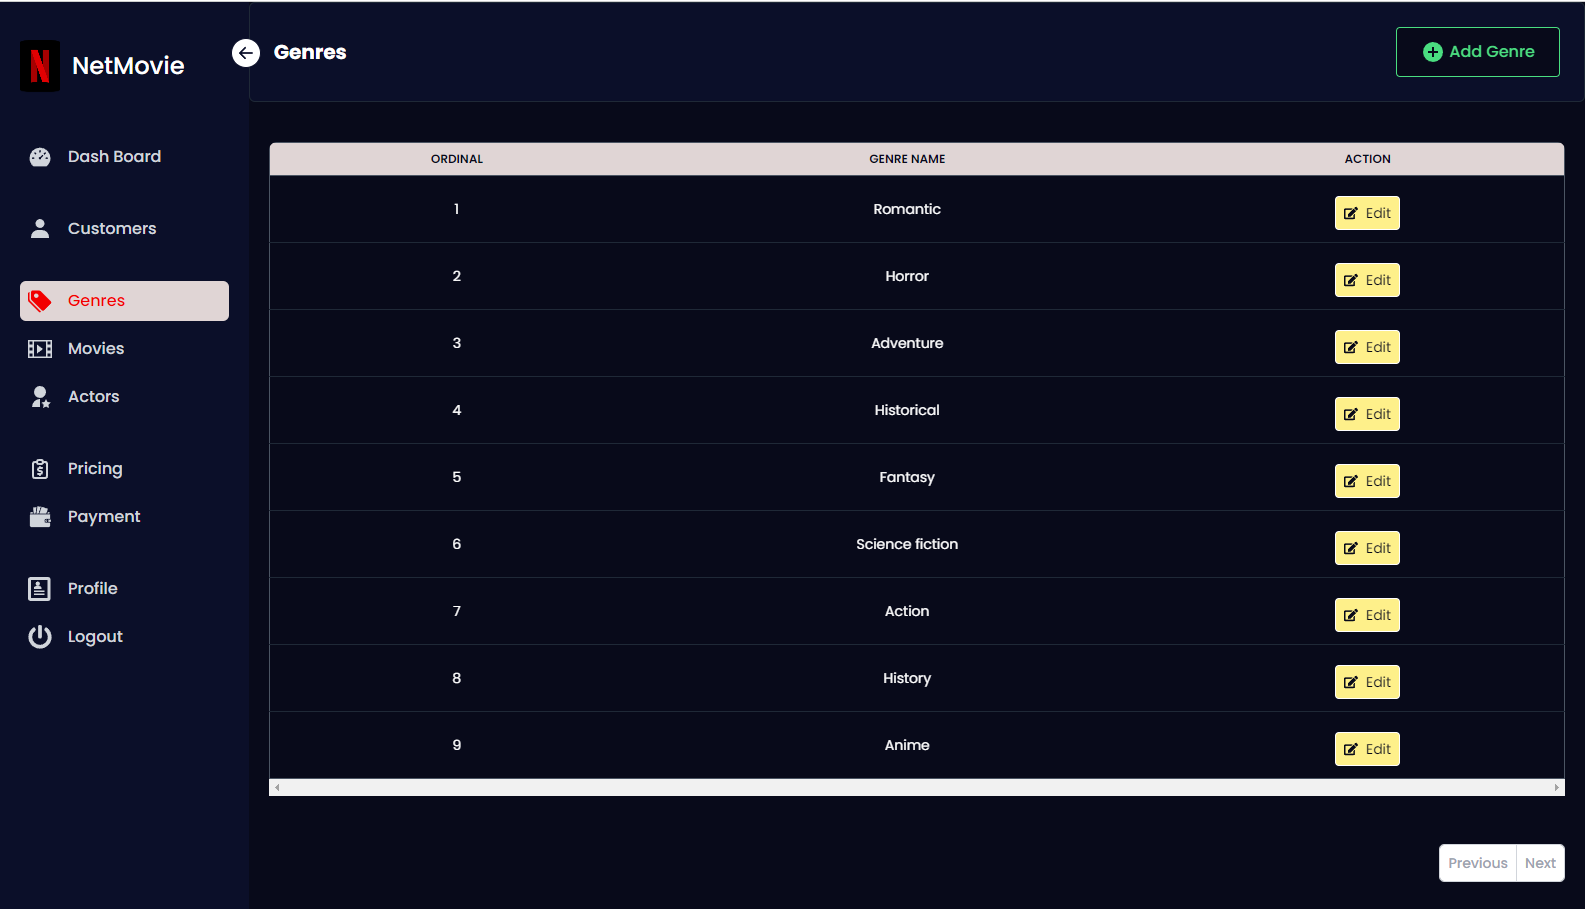 NetMovie
Dash Board
Customers
Genres
Movies
Actors
Pricing
Payment
Profile
Logout
Genres
Add Genre
ORDINAL GENRE NAME ACTION
1 Romantic Edit
2 Horror Edit
3 Adventure Edit
4 Historical Edit
5 Fantasy Edit
6 Science fiction Edit
7 Action Edit
8 History Edit
9 Anime Edit
Previous Next